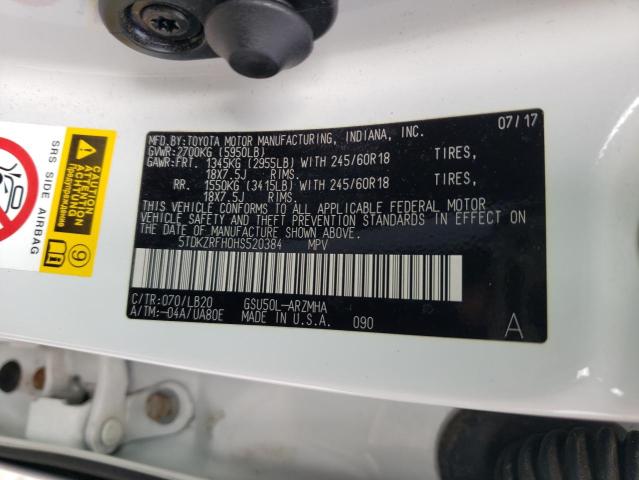 MFD.BY:TOYOTA MOTOR MANUFACTURING, INDIANA, INC. 07/17
GVWR:2700KG (5950LB)
GAWR:FRT. 1345KG (2955LB) WITH 245/60R18 TIRES,
18X7.5J RIMS.
RR. 1550KG (3415LB) WITH 245/60R18 TIRES,
18X7.5J RIMS.
THIS VEHICLE CONFORMS TO ALL APPLICABLE FEDERAL MOTOR
VEHICLE SAFETY AND THEFT PREVENTION STANDARDS IN EFFECT ON
THE DATE OF MANUFACTURE SHOWN ABOVE.
5TDKZRFH0HS520384 MPV
C/TR:070/LB20 GSU50L-ARZMHA
A/TM:-04A/UA80E MADE IN U.S.A. 090 A
SRS SIDE AIRBAG
CAUTION
ACHTUNG
ATTENTION
предупреждение
9